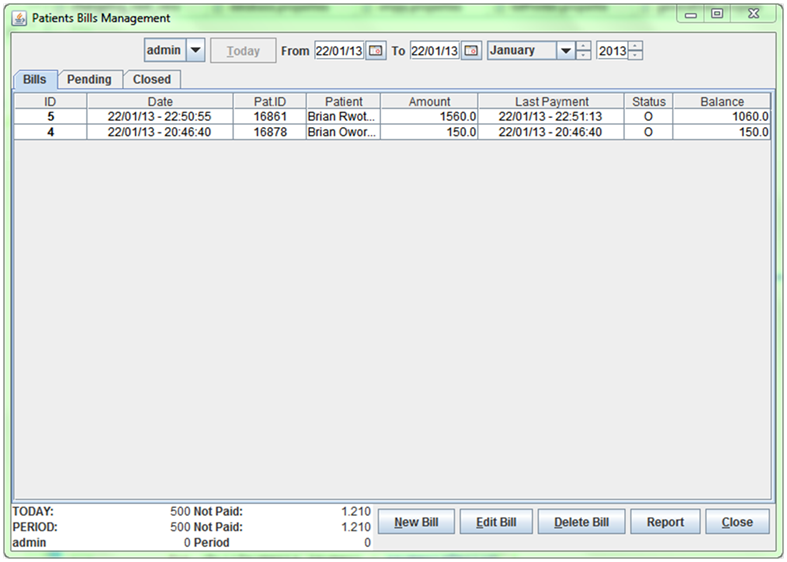 Patients Bills Management
admin Today From 22/01/13 To 22/01/13 January 2013
Bills Pending Closed
ID Date Pat.ID Patient Amount Last Payment Status Balance
5 22/01/13 - 22:50:55 16861 Brian Rwot... 1560.0 22/01/13 - 22:51:13 O 1060.0
4 22/01/13 - 20:46:40 16878 Brian Owor... 150.0 22/01/13 - 20:46:40 O 150.0
TODAY: 500 Not Paid: 1.210
PERIOD: 500 Not Paid: 1.210
admin 0 Period 0
New Bill Edit Bill Delete Bill Report Close